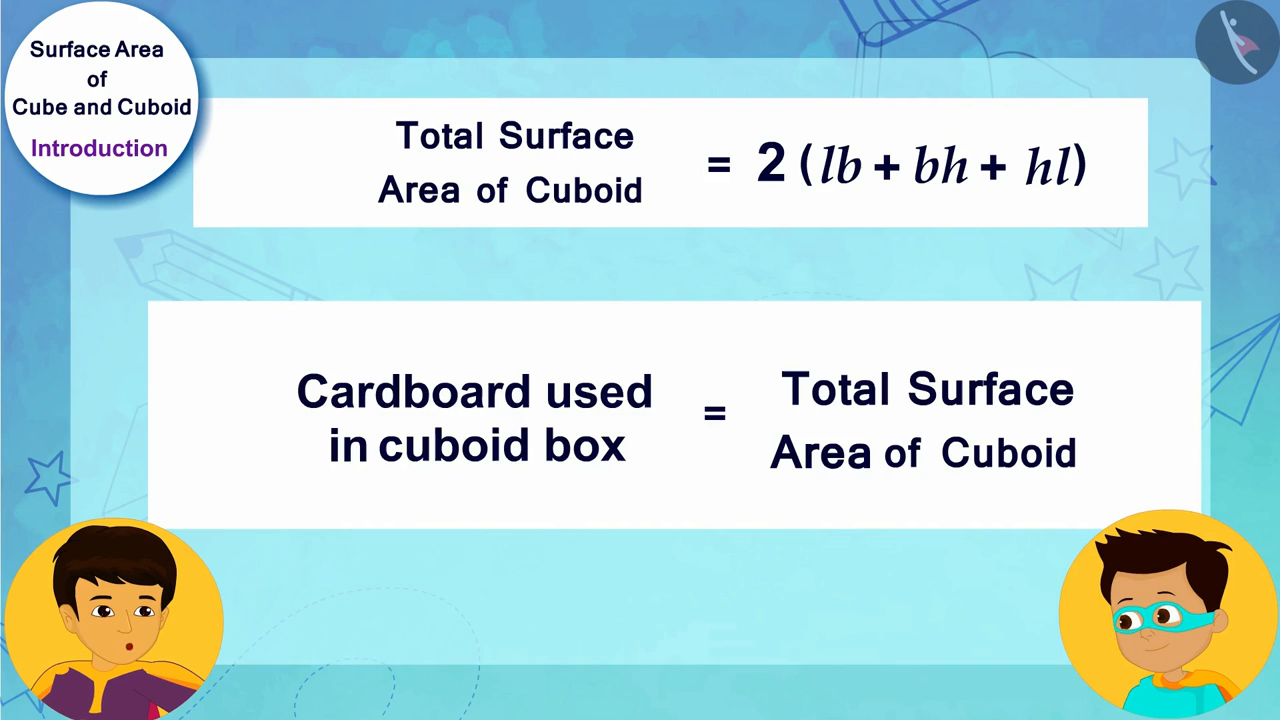 Surface Area
of
Cube and Cuboid
Introduction
Total Surface
Area of Cuboid
= 2 (lb + bh + hl)
Cardboard used
in cuboid box
=
Total Surface
Area of Cuboid